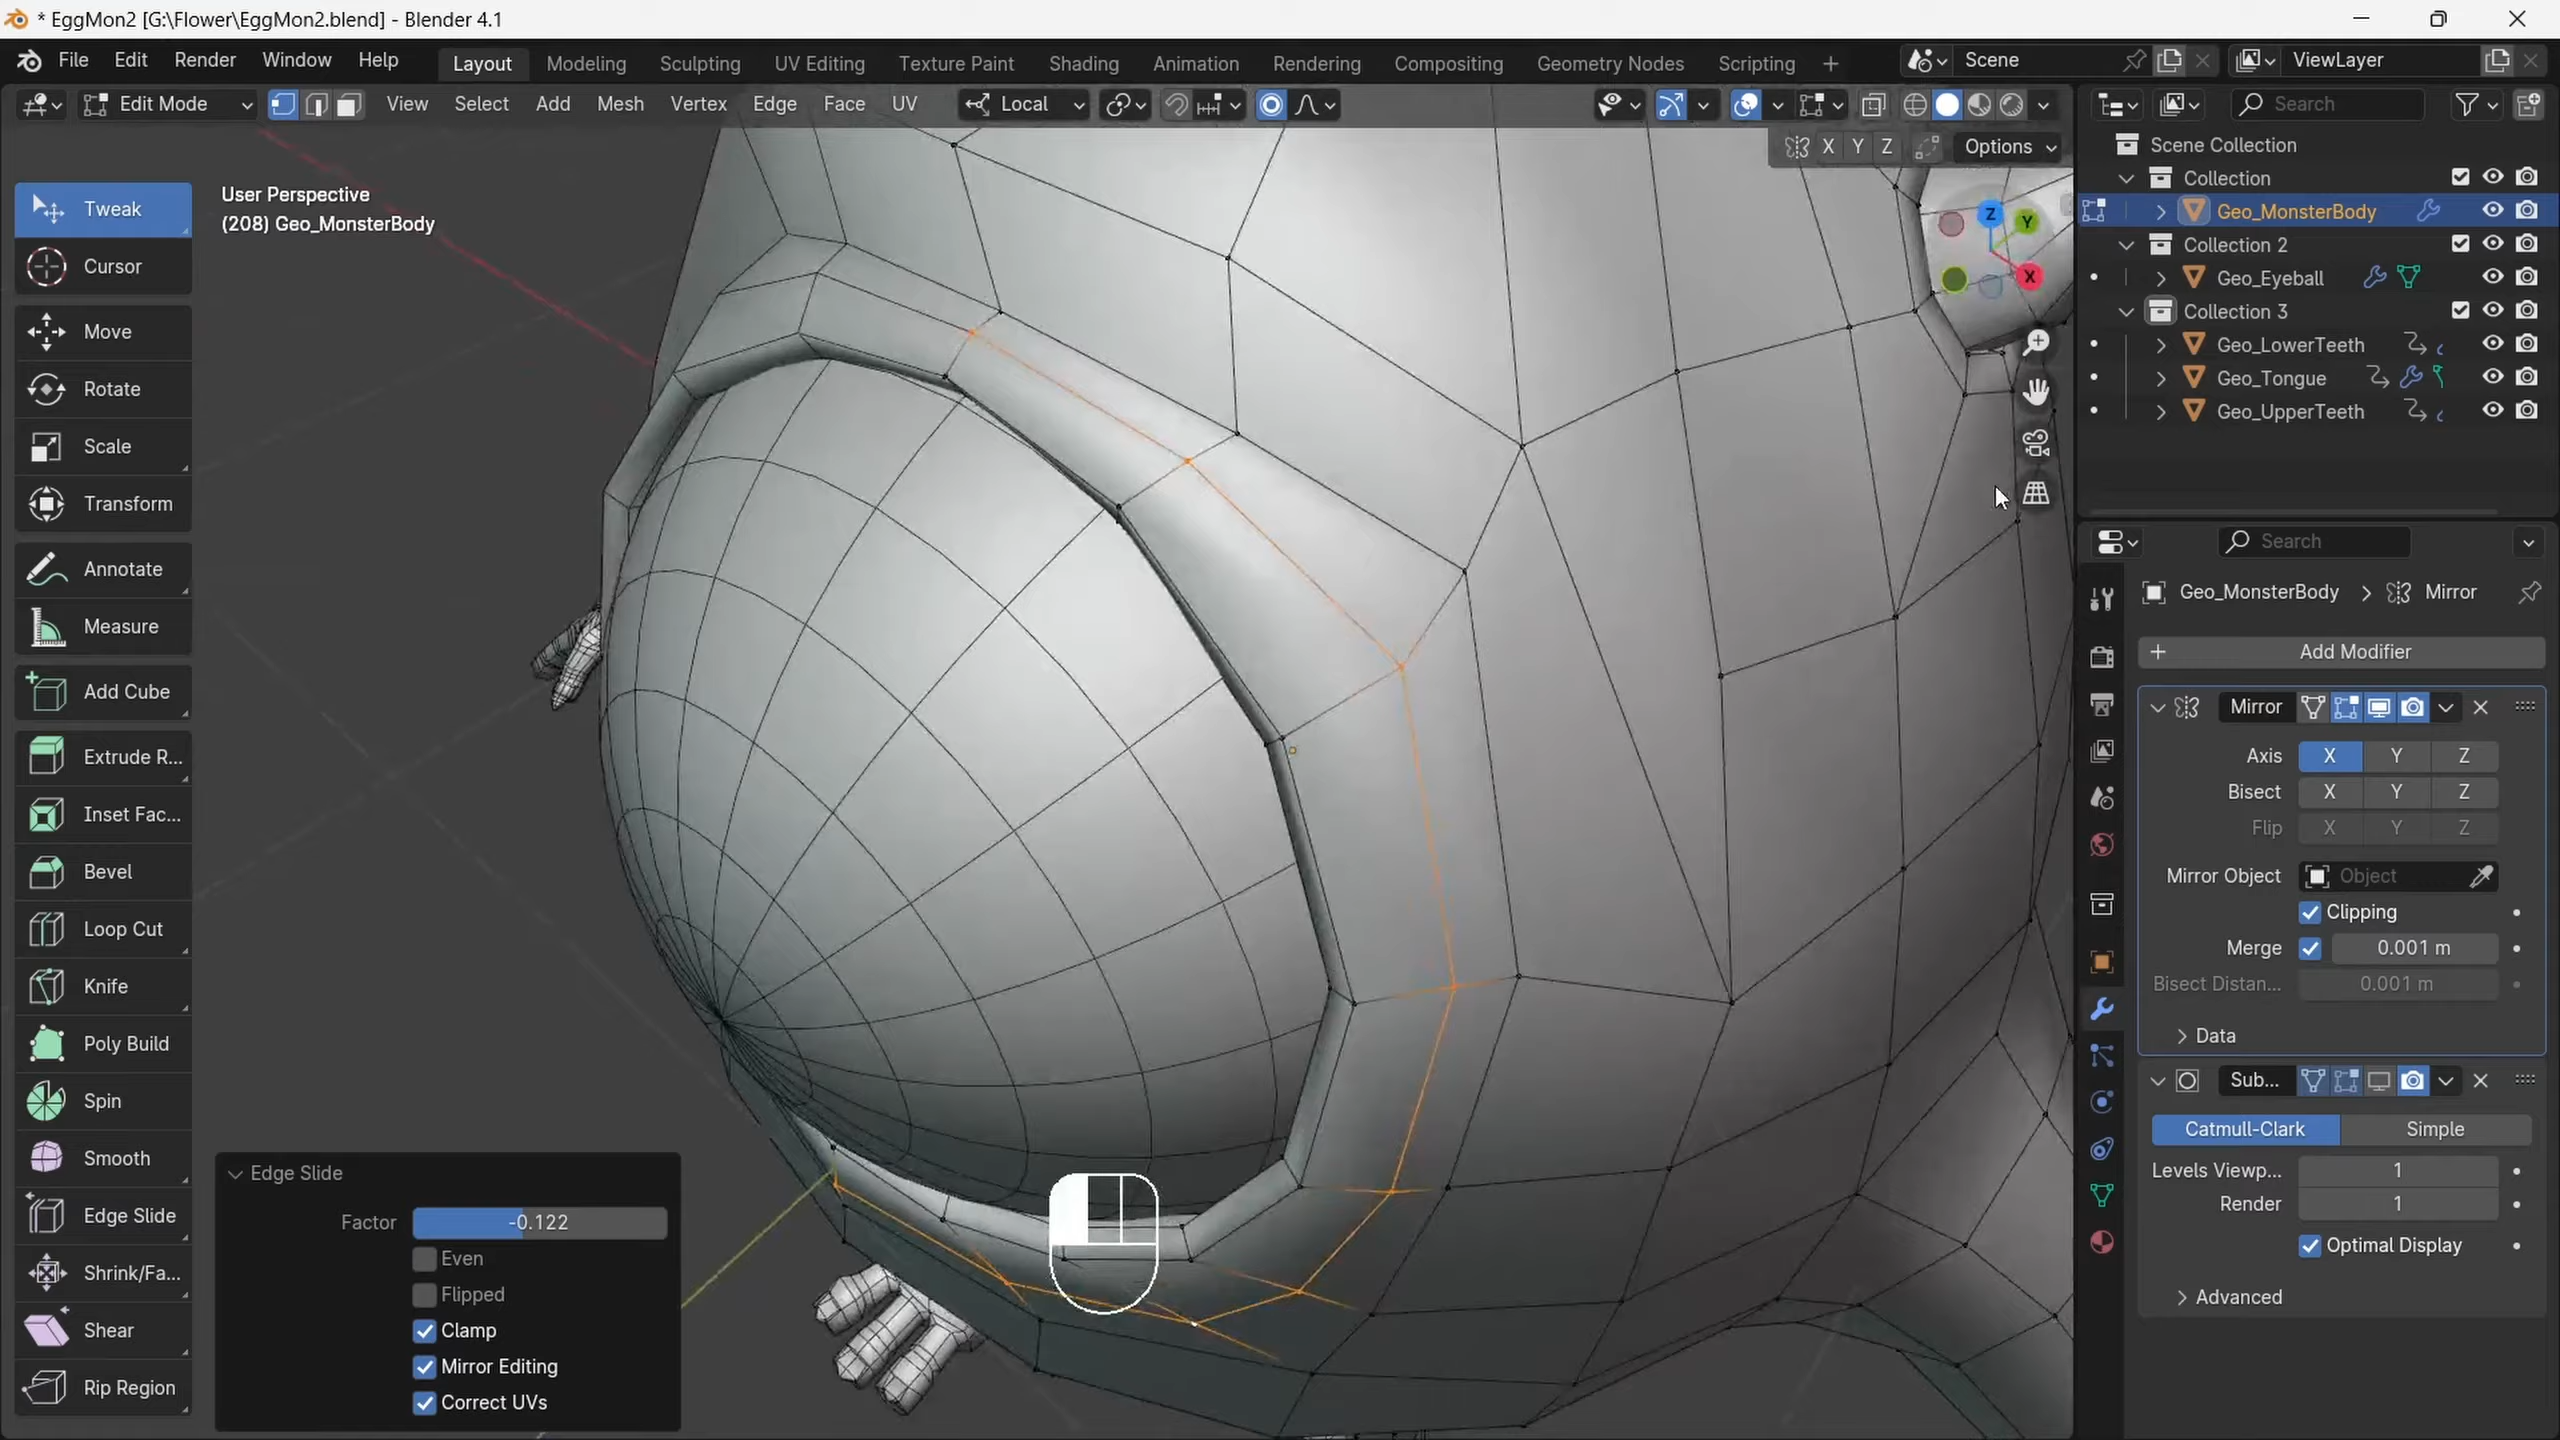 * EggMon2 [G:\Flower\EggMon2.blend] - Blender 4.1
File Edit Render Window Help Layout Modeling Sculpting UV Editing Texture Paint Shading Animation Rendering Compositing Geometry Nodes Scripting + Scene ViewLayer
Edit Mode View Select Add Mesh Vertex Edge Face UV Local Search
X Y Z Options
Scene Collection
Collection
Geo_MonsterBody
Collection 2
Geo_Eyeball
Collection 3
Geo_LowerTeeth
Geo_Tongue
Geo_UpperTeeth
User Perspective
(208) Geo_MonsterBody
Z
Y
X
Tweak
Cursor
Move
Rotate
Scale
Transform
Annotate
Measure
Add Cube
Extrude R...
Inset Fac...
Bevel
Loop Cut
Knife
Poly Build
Spin
Smooth
Edge Slide
Shrink/Fa...
Shear
Rip Region
Edge Slide
Factor -0.122
Even
Flipped
Clamp
Mirror Editing
Correct UVs
Search
Geo_MonsterBody > Mirror
+ Add Modifier
Mirror
Axis X Y Z
Bisect X Y Z
Flip X Y Z
Mirror Object Object
Clipping
Merge 0.001 m
Bisect Distan... 0.001 m
Data
Sub...
Catmull-Clark Simple
Levels Viewp... 1
Render 1
Optimal Display
Advanced